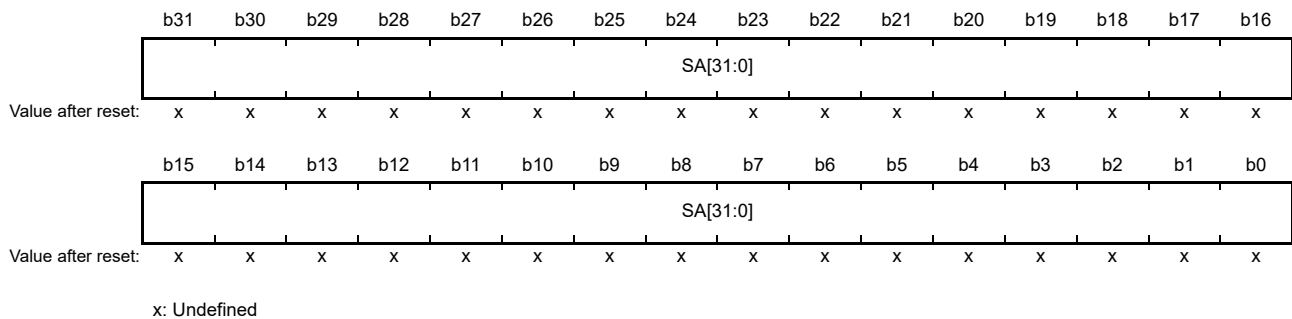 b31 b30 b29 b28 b27 b26 b25 b24 b23 b22 b21 b20 b19 b18 b17 b16
SA[31:0]
Value after reset: x x x x x x x x x x x x x x x x
b15 b14 b13 b12 b11 b10 b9 b8 b7 b6 b5 b4 b3 b2 b1 b0
SA[31:0]
Value after reset: x x x x x x x x x x x x x x x x
x: Undefined